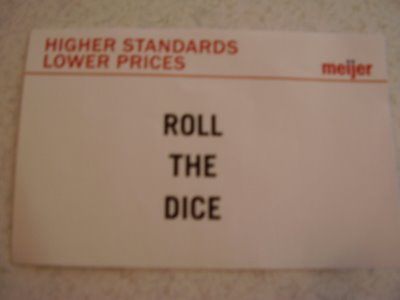 HIGHER STANDARDS
LOWER PRICES
meijer
ROLL
THE
DICE